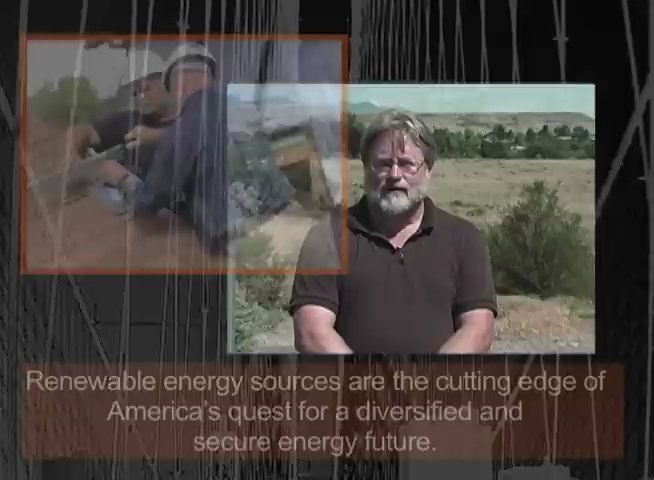 Renewable energy sources are the cutting edge of
America's quest for a diversified and
secure energy future.